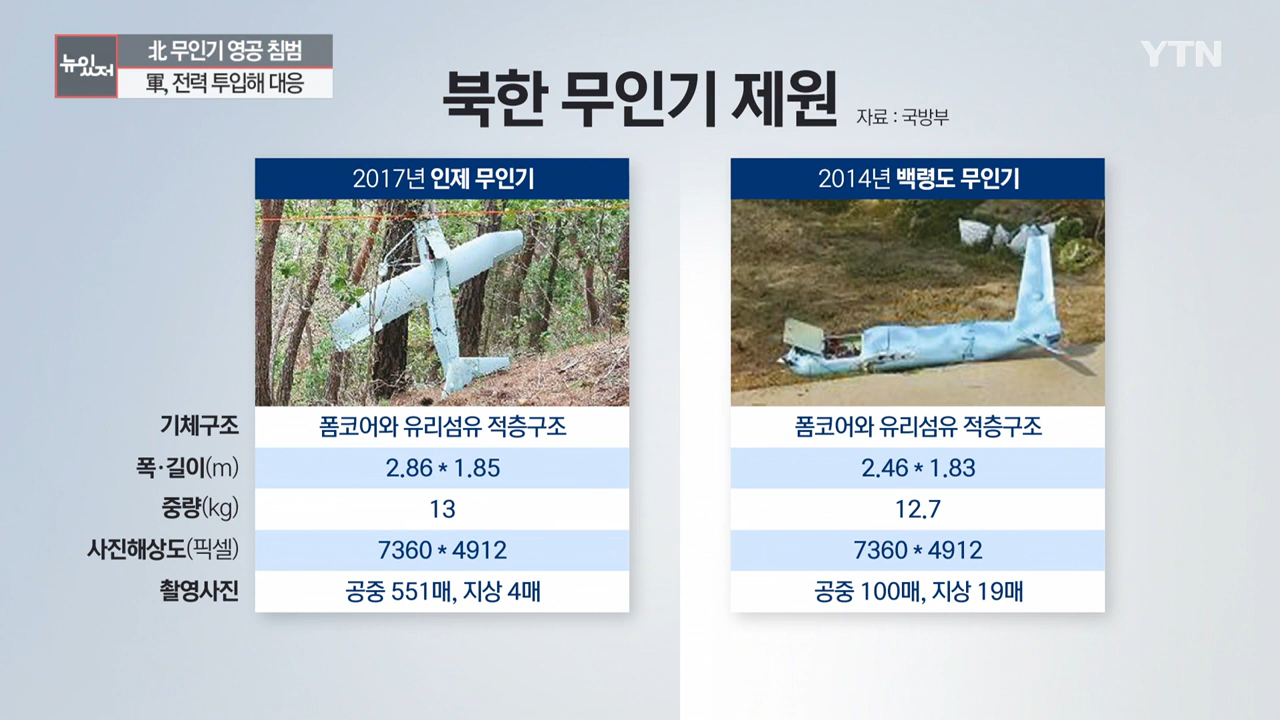 뉴있저
北 무인기 영공 침범
軍, 전력 투입해 대응
YTN
북한 무인기 제원 자료 : 국방부
2017년 인제 무인기 2014년 백령도 무인기
기체구조 폼코어와 유리섬유 적층구조 폼코어와 유리섬유 적층구조
폭·길이(m) 2.86 * 1.85 2.46 * 1.83
중량(kg) 13 12.7
사진해상도(픽셀) 7360 * 4912 7360 * 4912
촬영사진 공중 551매, 지상 4매 공중 100매, 지상 19매